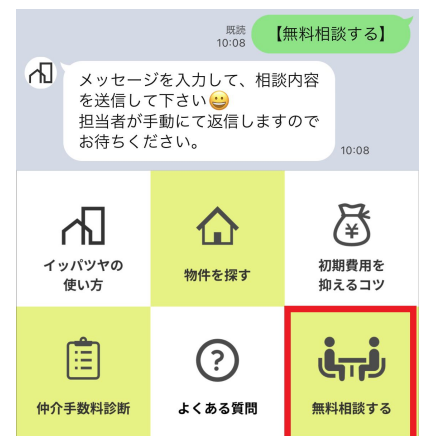 既読
10:08
【無料相談する】
メッセージを入力して、相談内容
を送信して下さい😀
担当者が手動にて返信しますので
お待ちください。
10:08
イッパツヤの
使い方
物件を探す
初期費用を
抑えるコツ
仲介手数料診断
よくある質問
無料相談する